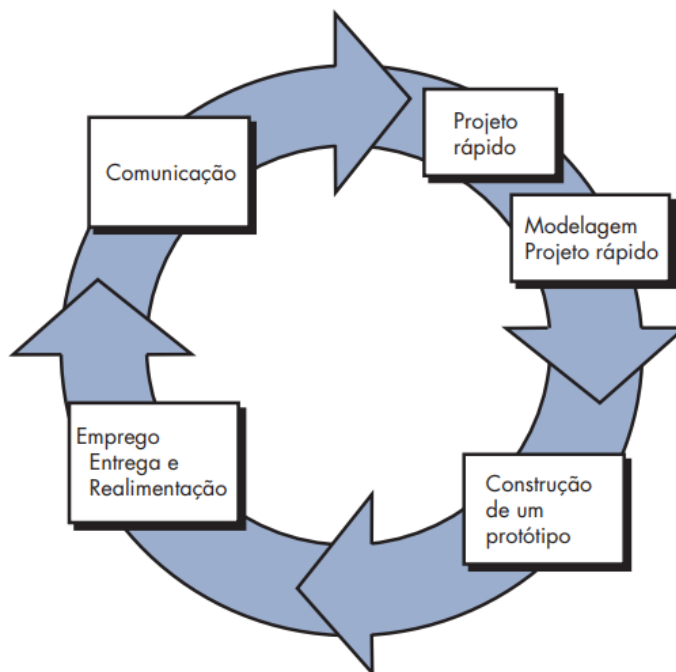 Comunicação
Projeto
rápido
Modelagem
Projeto rápido
Construção
de um
protótipo
Emprego
Entrega e
Realimentação